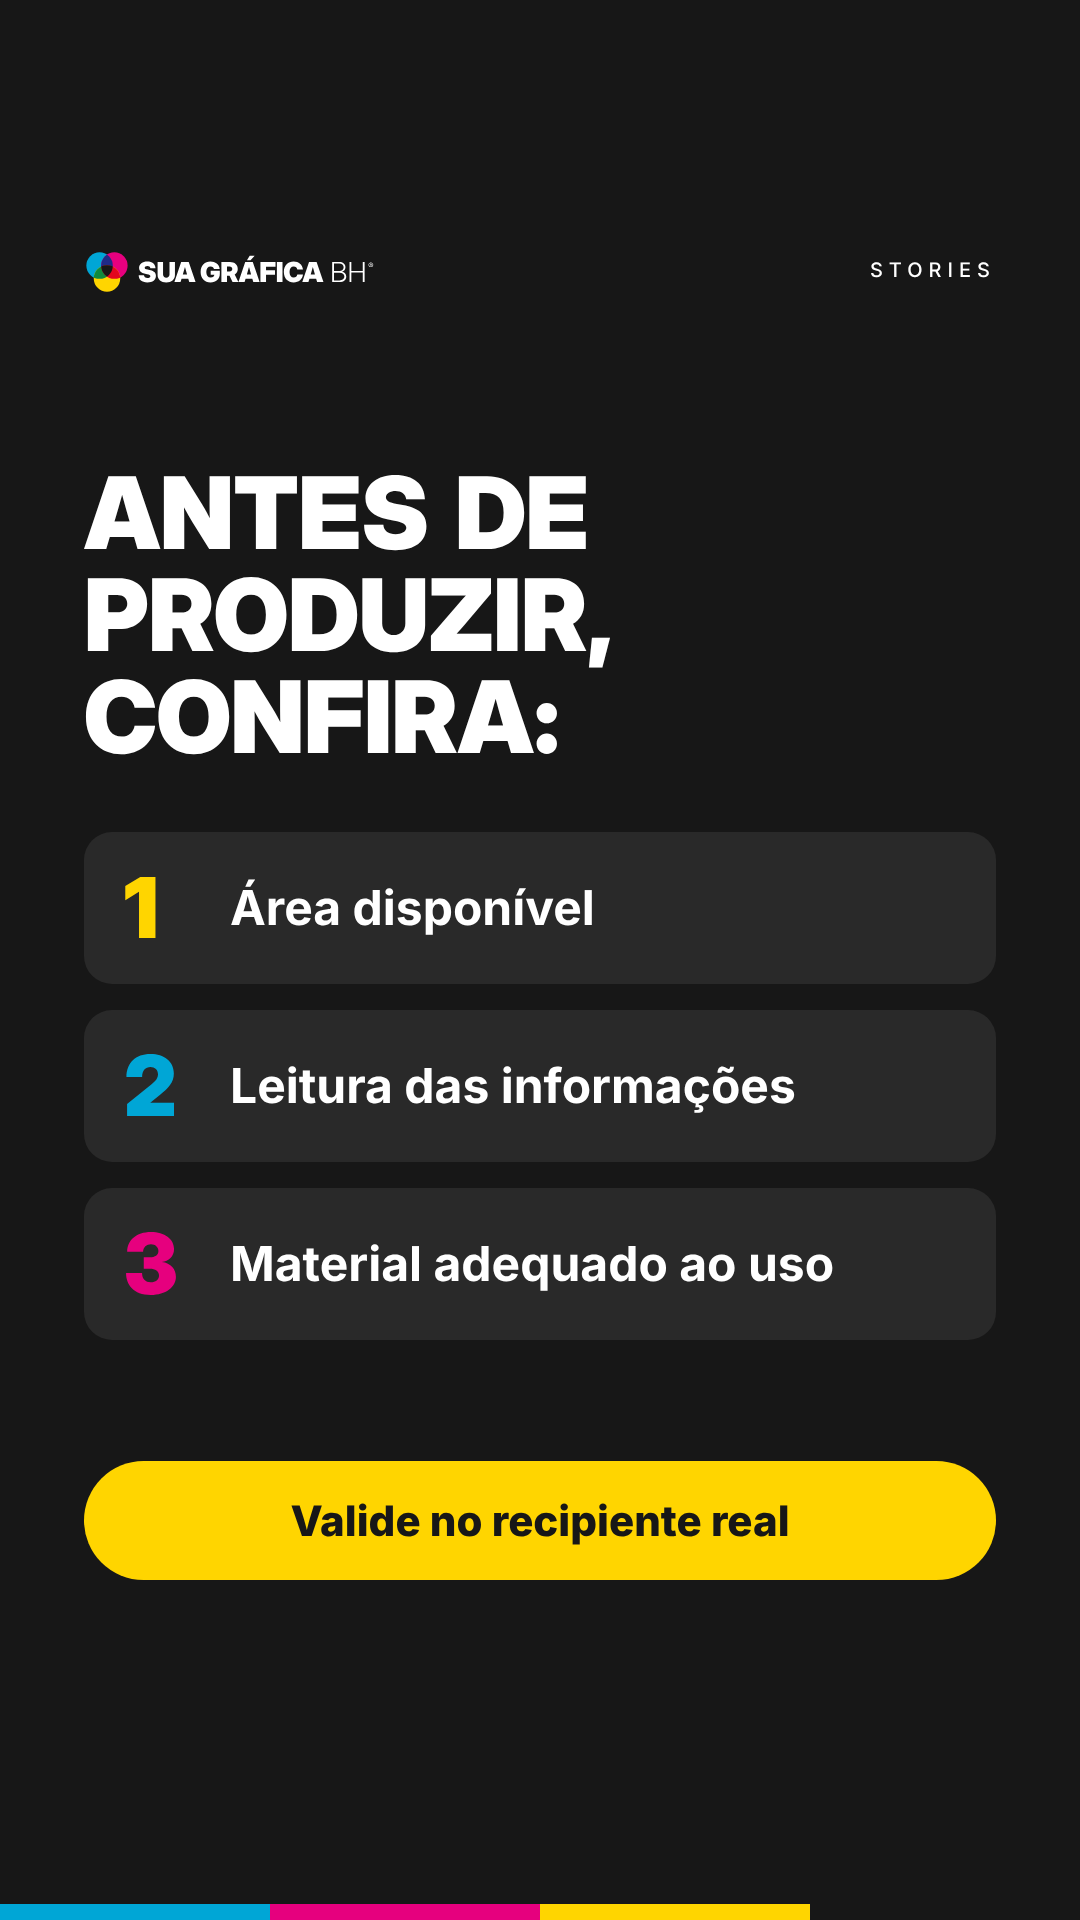 SUA GRÁFICA BH®
STORIES
ANTES DE
PRODUZIR,
CONFIRA:
1 Área disponível
2 Leitura das informações
3 Material adequado ao uso
Valide no recipiente real